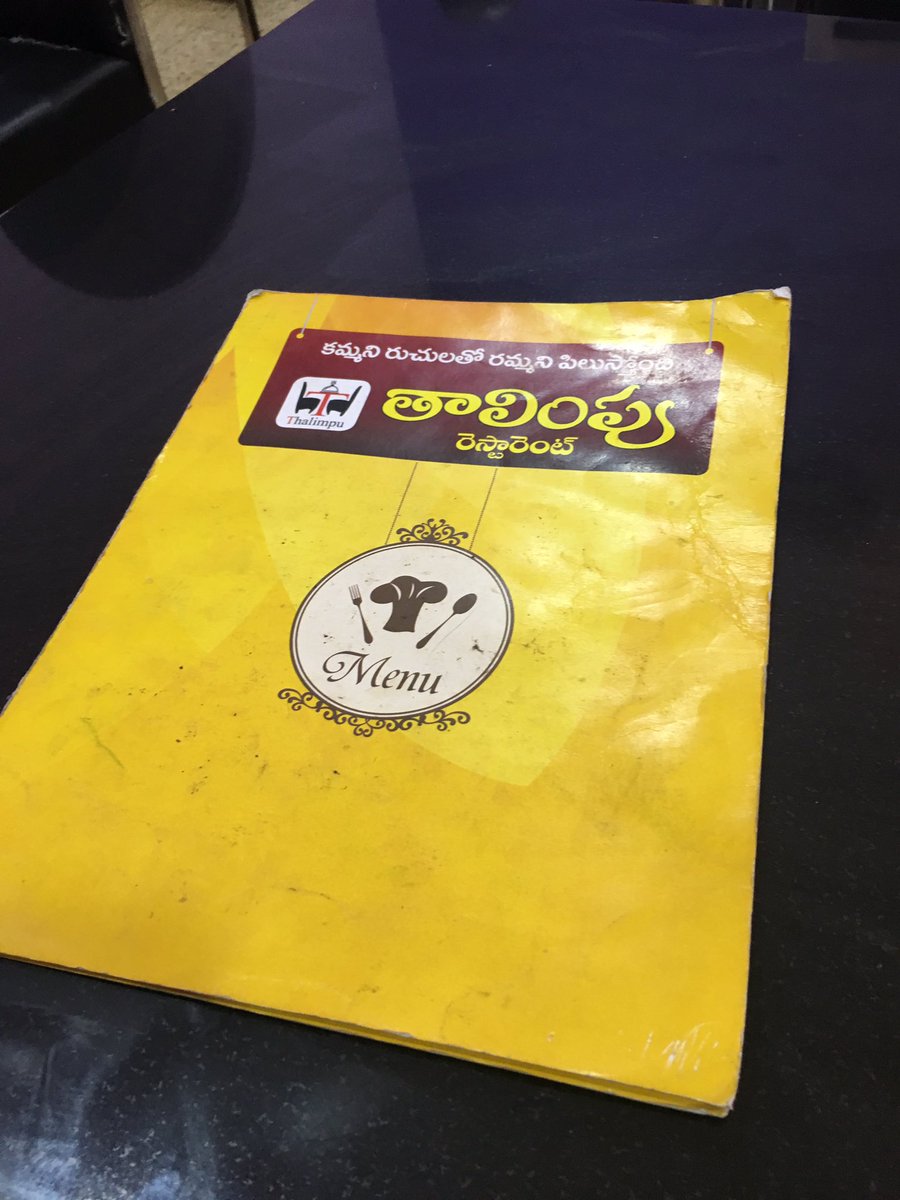 కమ్మని రుచులతో రమ్మని పిలుస్తోంది
Thalimpu
తాలింపు
రెస్టారెంట్
Menu